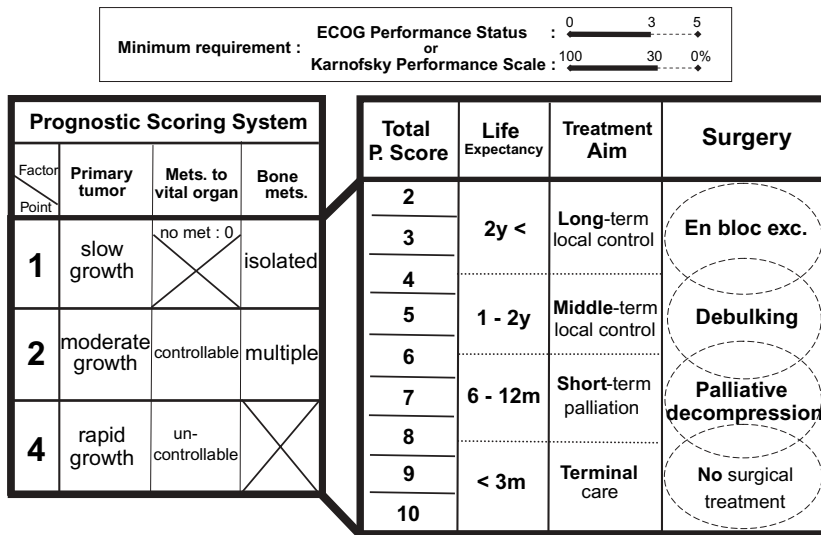 ECOG Performance Status : 0 3 5
Minimum requirement : or
Karnofsky Performance Scale : 100 30 0%
Prognostic Scoring System
Factor
Point
Primary
tumor
Mets. to
vital organ
Bone
mets.
1
slow
growth
no met : 0
isolated
2
moderate
growth
controllable
multiple
4
rapid
growth
un-
controllable
Total
P. Score
Life
Expectancy
Treatment
Aim
Surgery
2
3
4
5
6
7
8
9
10
2y <
1 - 2y
6 - 12m
< 3m
Long-term
local control
Middle-term
local control
Short-term
palliation
Terminal
care
En bloc exc.
Debulking
Palliative
decompression
No surgical
treatment